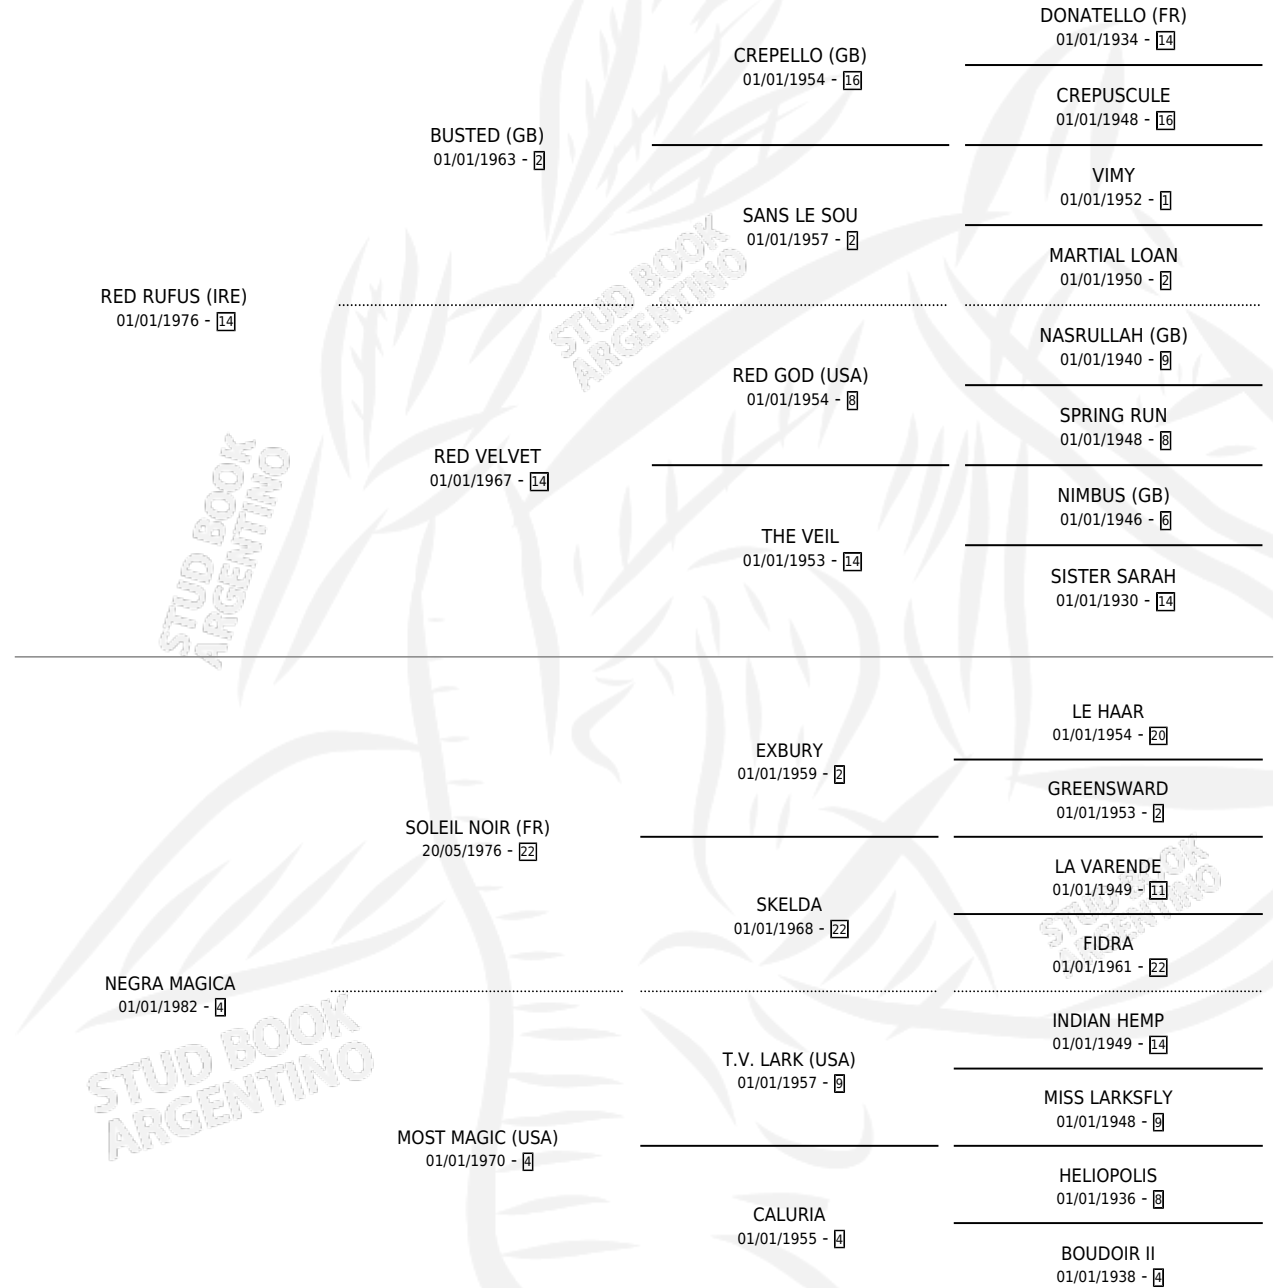 DONATELLO (FR)
01/01/1934 - 14
CREPELLO (GB)
01/01/1954 - 16
CREPUSCULE
01/01/1948 - 16
BUSTED (GB)
01/01/1963 - 2
VIMY
01/01/1952 - 1
SANS LE SOU
01/01/1957 - 2
MARTIAL LOAN
01/01/1950 - 2
RED RUFUS (IRE)
01/01/1976 - 14
STUD BOOK
ARGENTINO
NASRULLAH (GB)
01/01/1940 - 9
RED GOD (USA)
01/01/1954 - 8
SPRING RUN
01/01/1948 - 8
RED VELVET
01/01/1967 - 14
NIMBUS (GB)
01/01/1946 - 6
THE VEIL
01/01/1953 - 14
SISTER SARAH
01/01/1930 - 14
STUD BOOK
ARGENTINO
LE HAAR
01/01/1954 - 20
EXBURY
01/01/1959 - 2
GREENSWARD
01/01/1953 - 2
SOLEIL NOIR (FR)
20/05/1976 - 22
LA VARENDE
01/01/1949 - 11
SKELDA
01/01/1968 - 22
FIDRA
01/01/1961 - 22
STUD BOOK
ARGENTINO
NEGRA MAGICA
01/01/1982 - 4
INDIAN HEMP
01/01/1949 - 14
T.V. LARK (USA)
01/01/1957 - 9
MISS LARKSFLY
01/01/1948 - 9
STUD BOOK
ARGENTINO
MOST MAGIC (USA)
01/01/1970 - 4
HELIOPOLIS
01/01/1936 - 8
CALURIA
01/01/1955 - 4
BOUDOIR II
01/01/1938 - 4